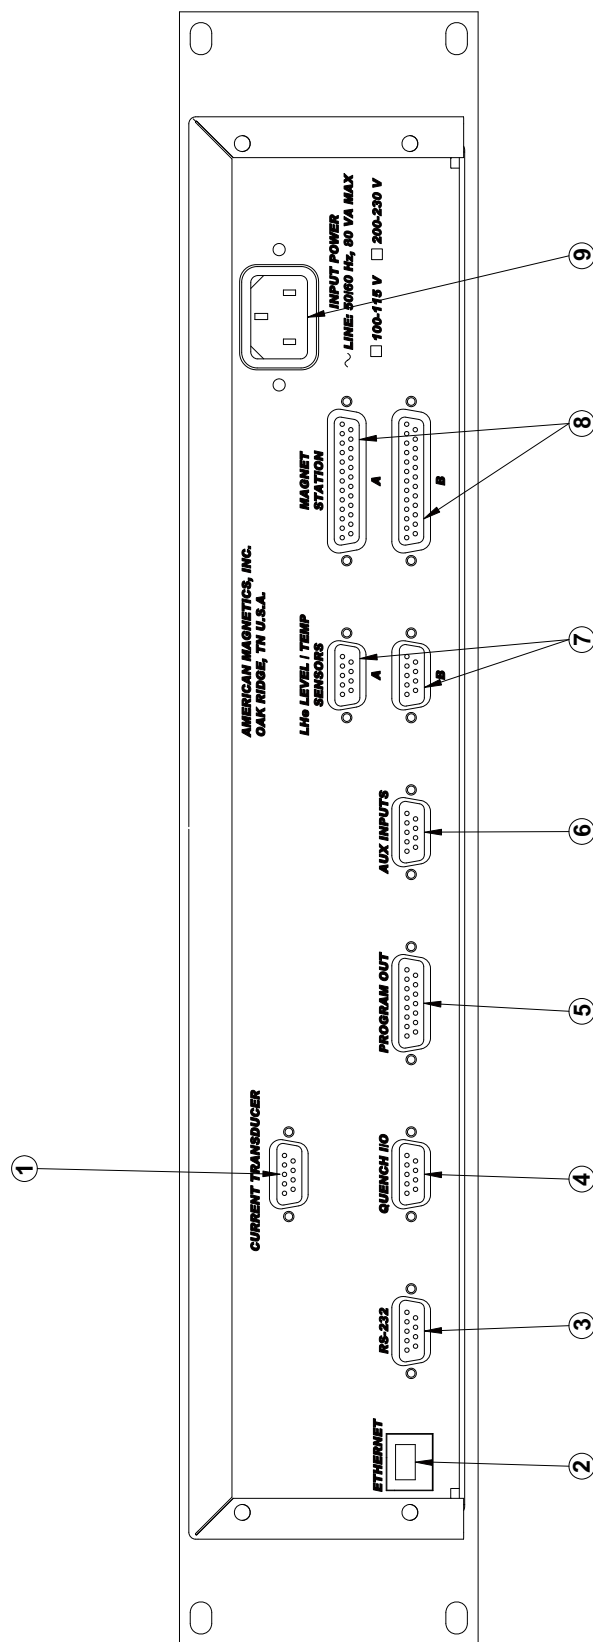 1
CURRENT TRANSDUCER
AMERICAN MAGNETICS, INC.
OAK RIDGE, TN U.S.A.
LHe LEVEL / TEMP
SENSORS
A
B
MAGNET
STATION
A
B
INPUT POWER
~ LINE: 50/60 Hz, 80 VA MAX
100-115 V
200-230 V
ETHERNET
RS-232
QUENCH I/O
PROGRAM OUT
AUX INPUTS
2
3
4
5
6
7
8
9